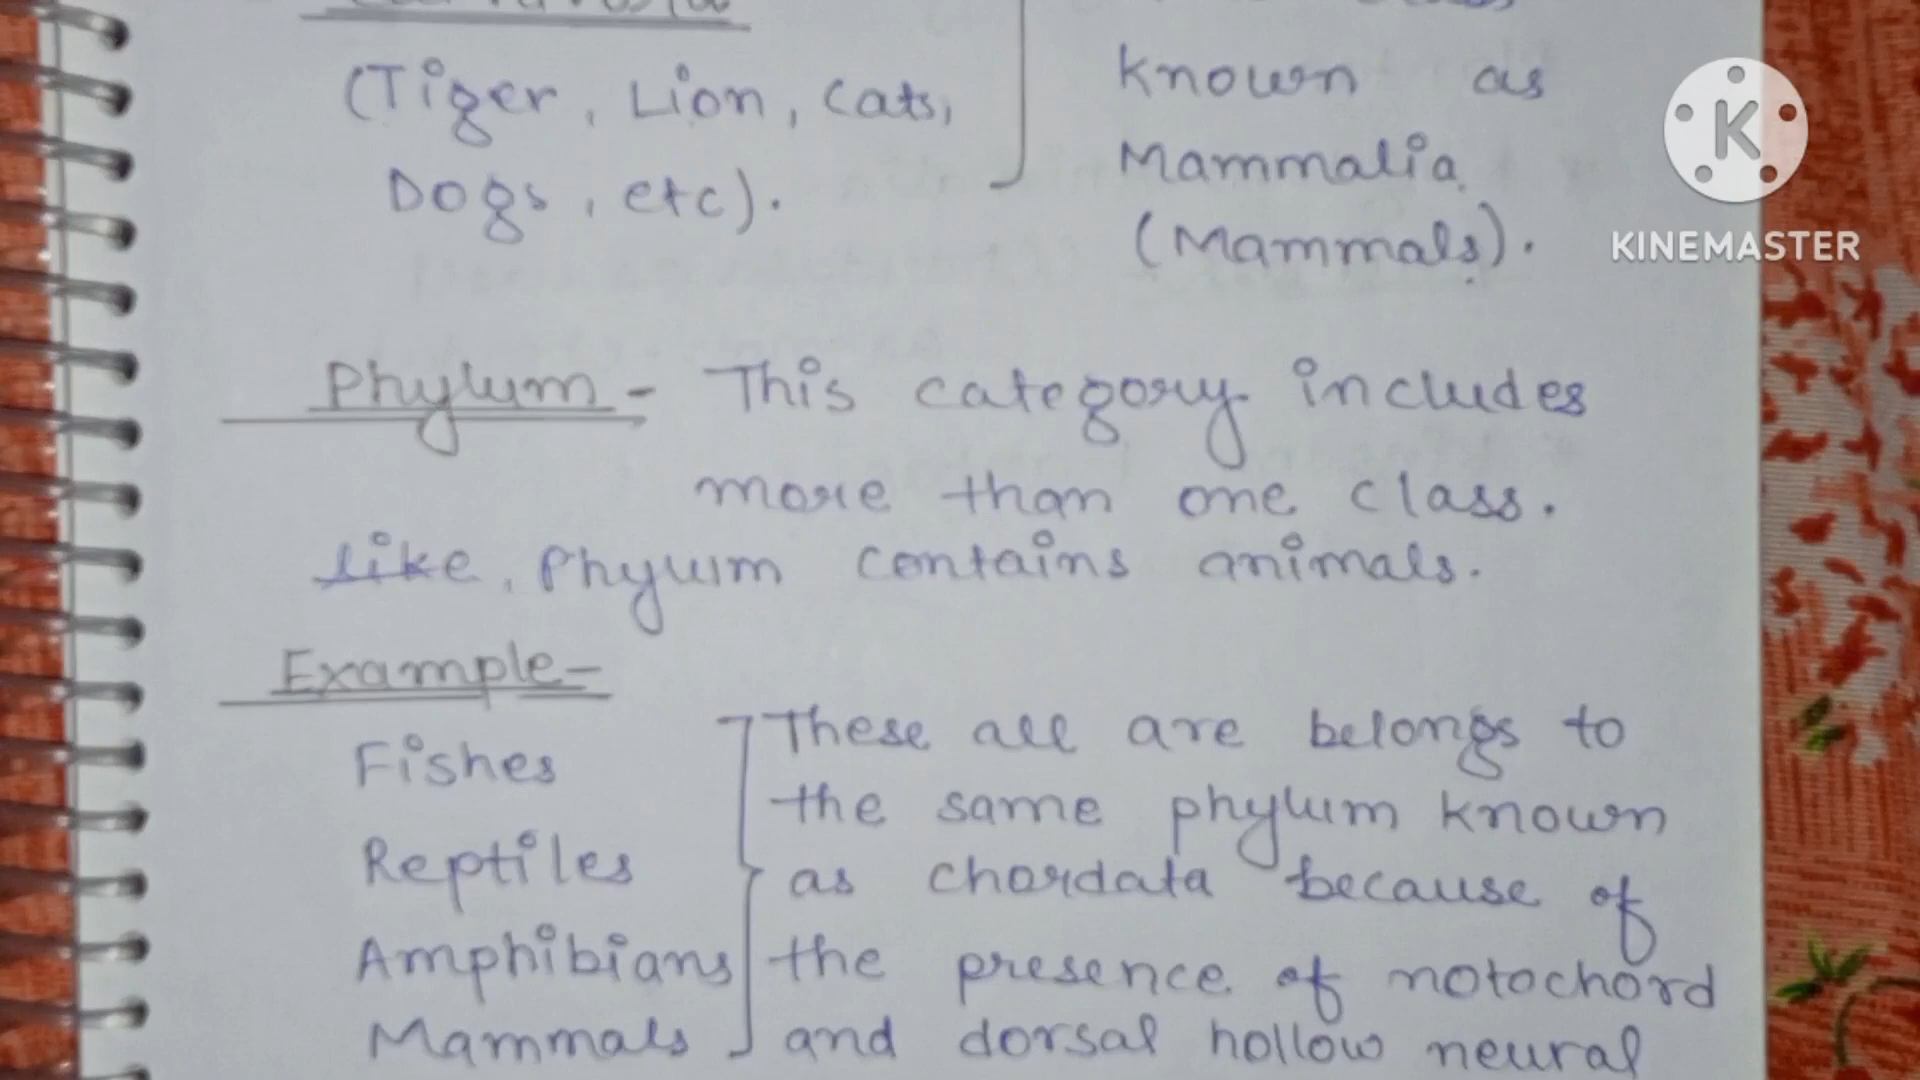 (Tiger, Lion, Cats,
Dogs, etc).
known as
Mammalia
(Mammals).
KINEMASTER
Phylum - This category includes
more than one class.
Like, Phylum contains animals.
Example-
Fishes
Reptiles
Amphibians
Mammals
These all are belongs to
the same phylum known
as chordata because of
the presence of notochord
and dorsal hollow neural